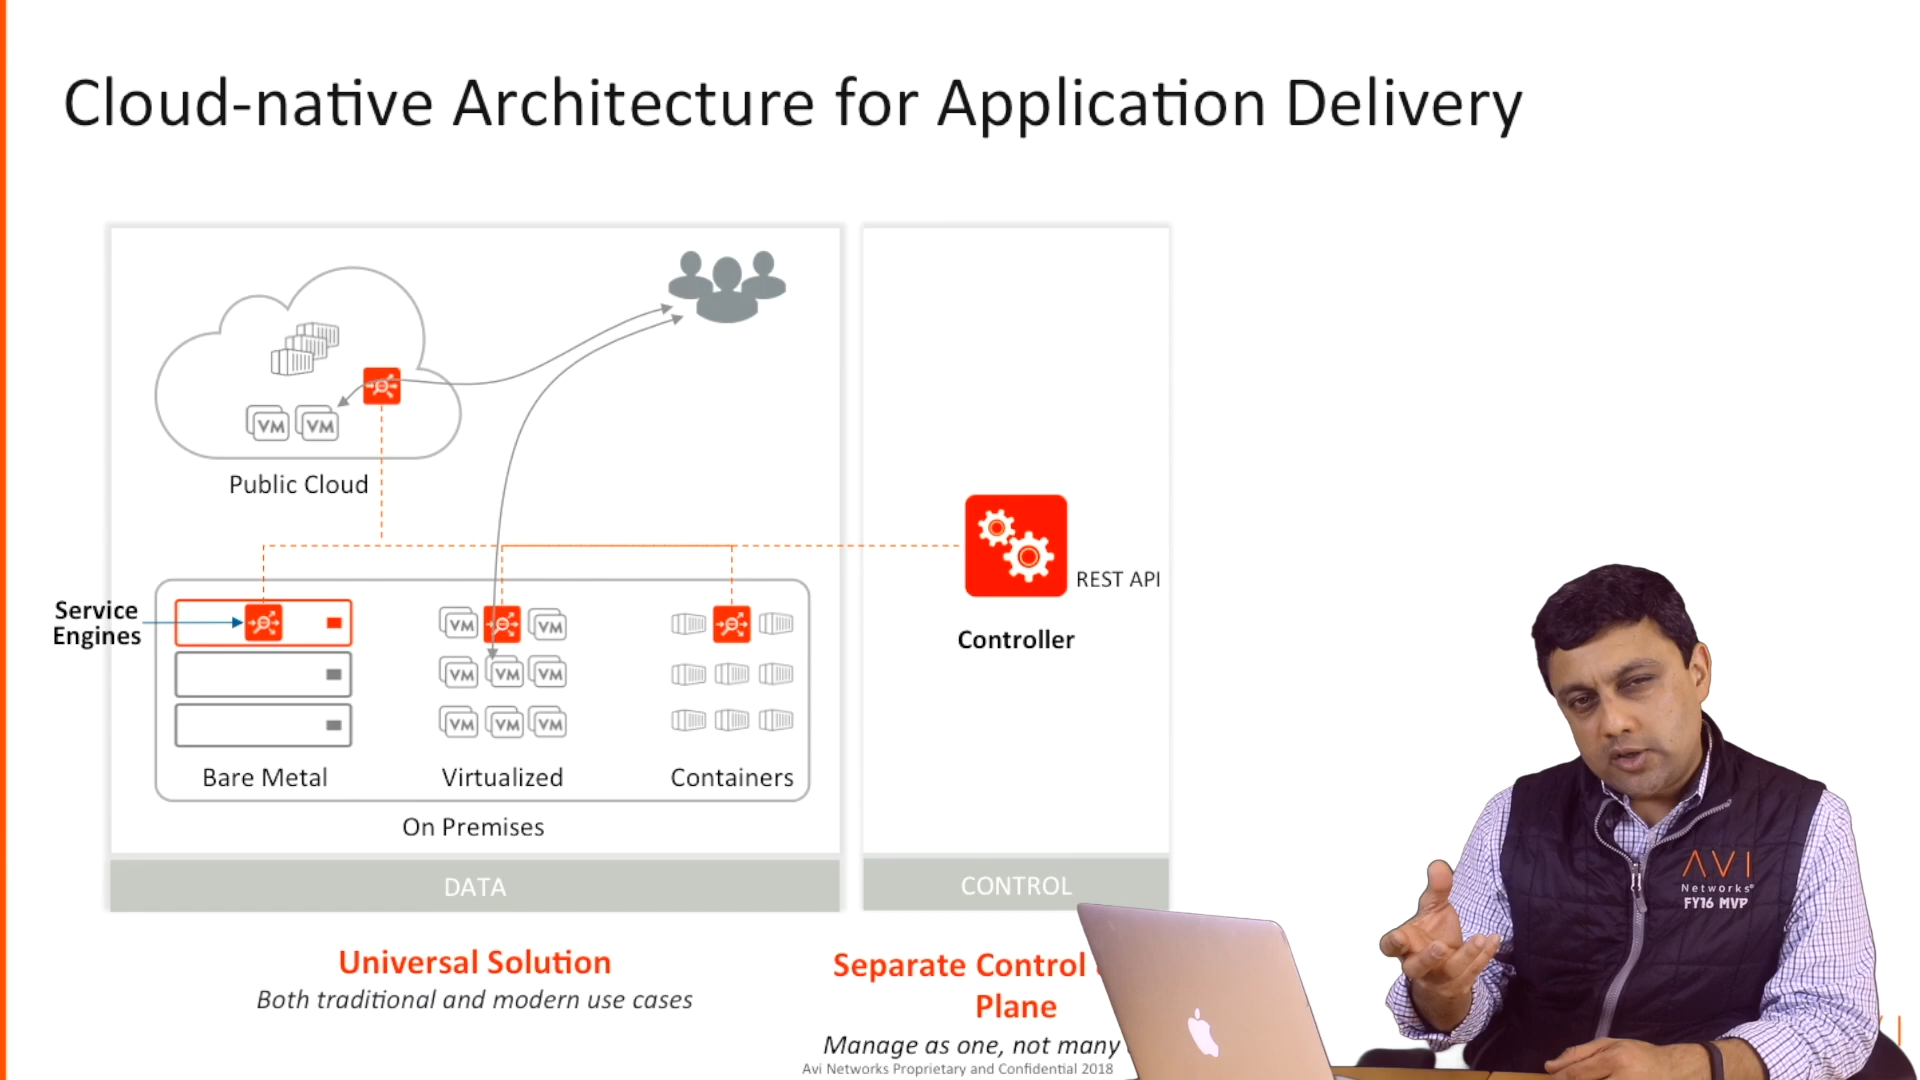 Cloud-native Architecture for Application Delivery
VM VM
Public Cloud
Service
Engines
VM VM
VM VM VM
VM VM VM
Bare Metal Virtualized Containers
On Premises
REST API
Controller
DATA CONTROL
Universal Solution
Both traditional and modern use cases
Separate Control
Plane
Manage as one, not many
Avi Networks Proprietary and Confidential 2018
AVI
Networks®
FY16 MVP